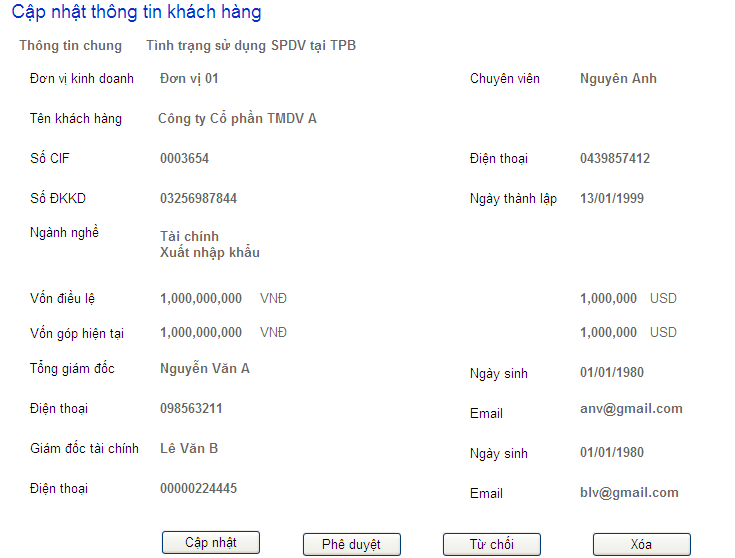 Cập nhật thông tin khách hàng
Thông tin chung Tình trạng sử dụng SPDV tại TPB
Đơn vị kinh doanh Đơn vị 01 Chuyên viên Nguyên Anh
Tên khách hàng Công ty Cổ phần TMDV A
Số CIF 0003654 Điện thoại 0439857412
Số ĐKKD 03256987844 Ngày thành lập 13/01/1999
Ngành nghề Tài chính
Xuất nhập khẩu
Vốn điều lệ 1,000,000,000 VNĐ 1,000,000 USD
Vốn góp hiện tại 1,000,000,000 VNĐ 1,000,000 USD
Tổng giám đốc Nguyễn Văn A Ngày sinh 01/01/1980
Điện thoại 098563211 Email anv@gmail.com
Giám đốc tài chính Lê Văn B Ngày sinh 01/01/1980
Điện thoại 00000224445 Email blv@gmail.com
Cập nhật Phê duyệt Từ chối Xóa